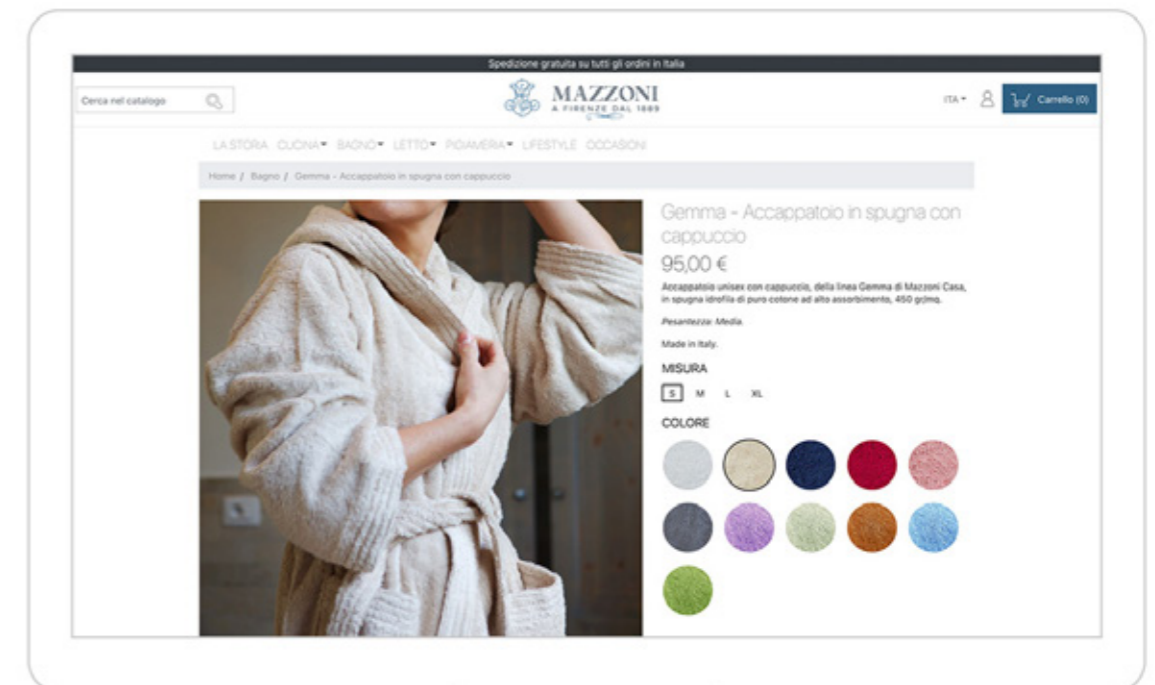 Spedizione gratuita su tutti gli ordini in Italia
Cerca nel catalogo
MAZZONI
A FIRENZE DAL 1889
ITA
Carrello (0)
LA STORIA CUCINA BAGNO LETTO PIGIAMERIA LIFESTYLE OCCASIONI
Home / Bagno / Gemma - Accappatoio in spugna con cappuccio
Gemma - Accappatoio in spugna con
cappuccio
95,00 €
Accappatoio unisex con cappuccio, della linea Gemma di Mazzoni Casa,
in spugna idrofila di puro cotone ad alto assorbimento, 450 gr/mq.
Pesantezza: Media.
Made in Italy.
MISURA
S M L XL
COLORE